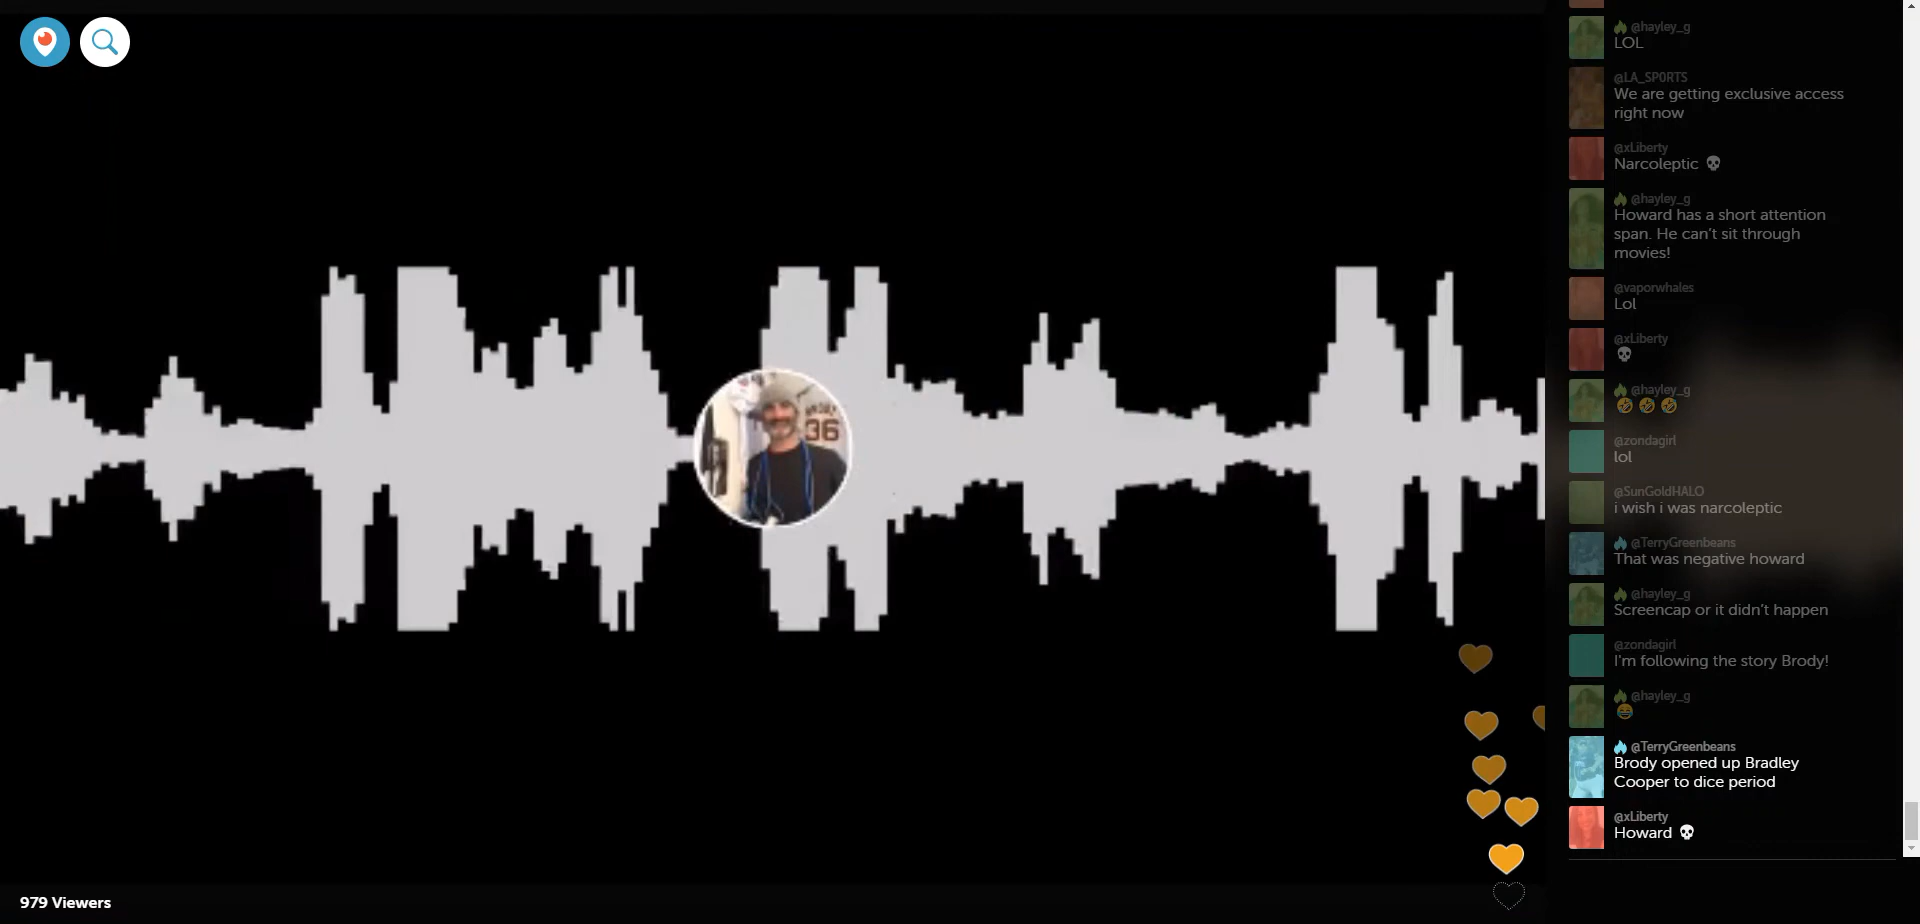 @hayley_g
LOL
@LA_SP0RTS
We are getting exclusive access
right now
@xLiberty
Narcoleptic 💀
@hayley_g
Howard has a short attention
span. He can’t sit through
movies!
@vaporwhales
Lol
@xLiberty
💀
@hayley_g
🤣 🤣 🤣
@zondagirl
lol
@SunGoldHALO
i wish i was narcoleptic
@TerryGreenbeans
That was negative howard
@hayley_g
Screencap or it didn’t happen
@zondagirl
I'm following the story Brody!
@hayley_g
😂
@TerryGreenbeans
Brody opened up Bradley
Cooper to dice period
@xLiberty
Howard 💀
36
979 Viewers